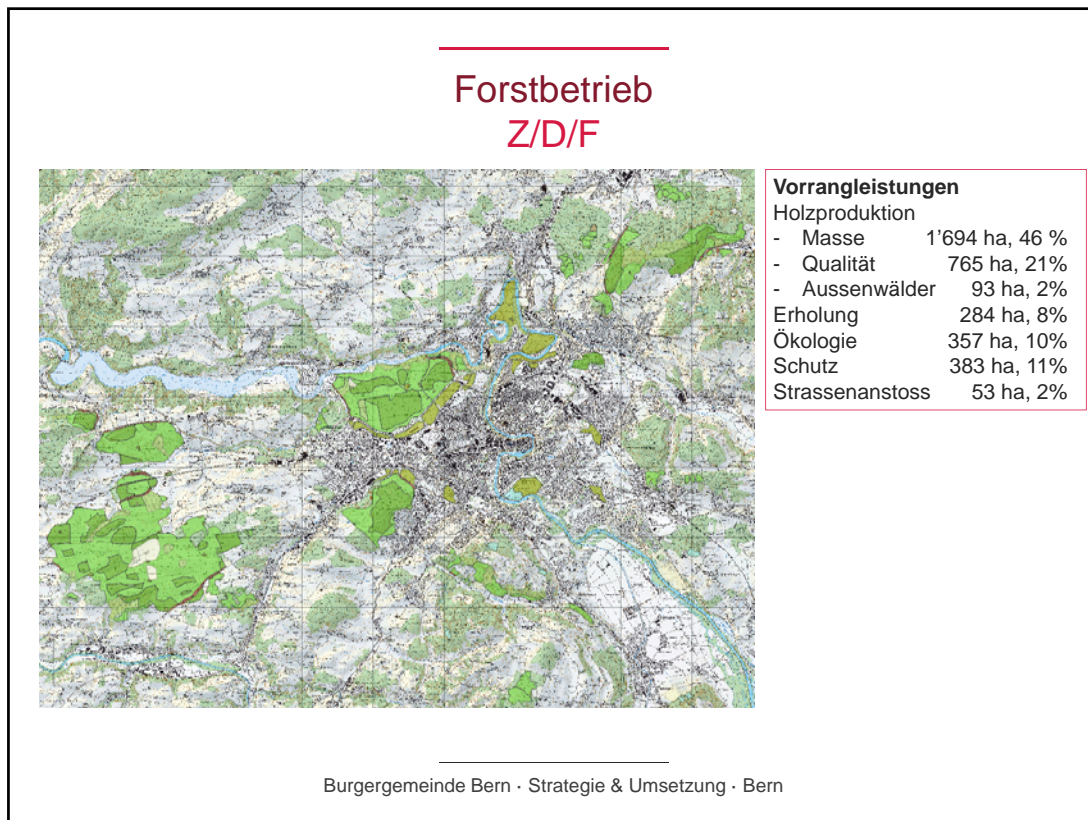 Forstbetrieb
Z/D/F
Vorrangleistungen
Holzproduktion
- Masse 1’694 ha, 46 %
- Qualität 765 ha, 21%
- Aussenwälder 93 ha, 2%
Erholung 284 ha, 8%
Ökologie 357 ha, 10%
Schutz 383 ha, 11%
Strassenanstoss 53 ha, 2%
Burgergemeinde Bern · Strategie & Umsetzung · Bern